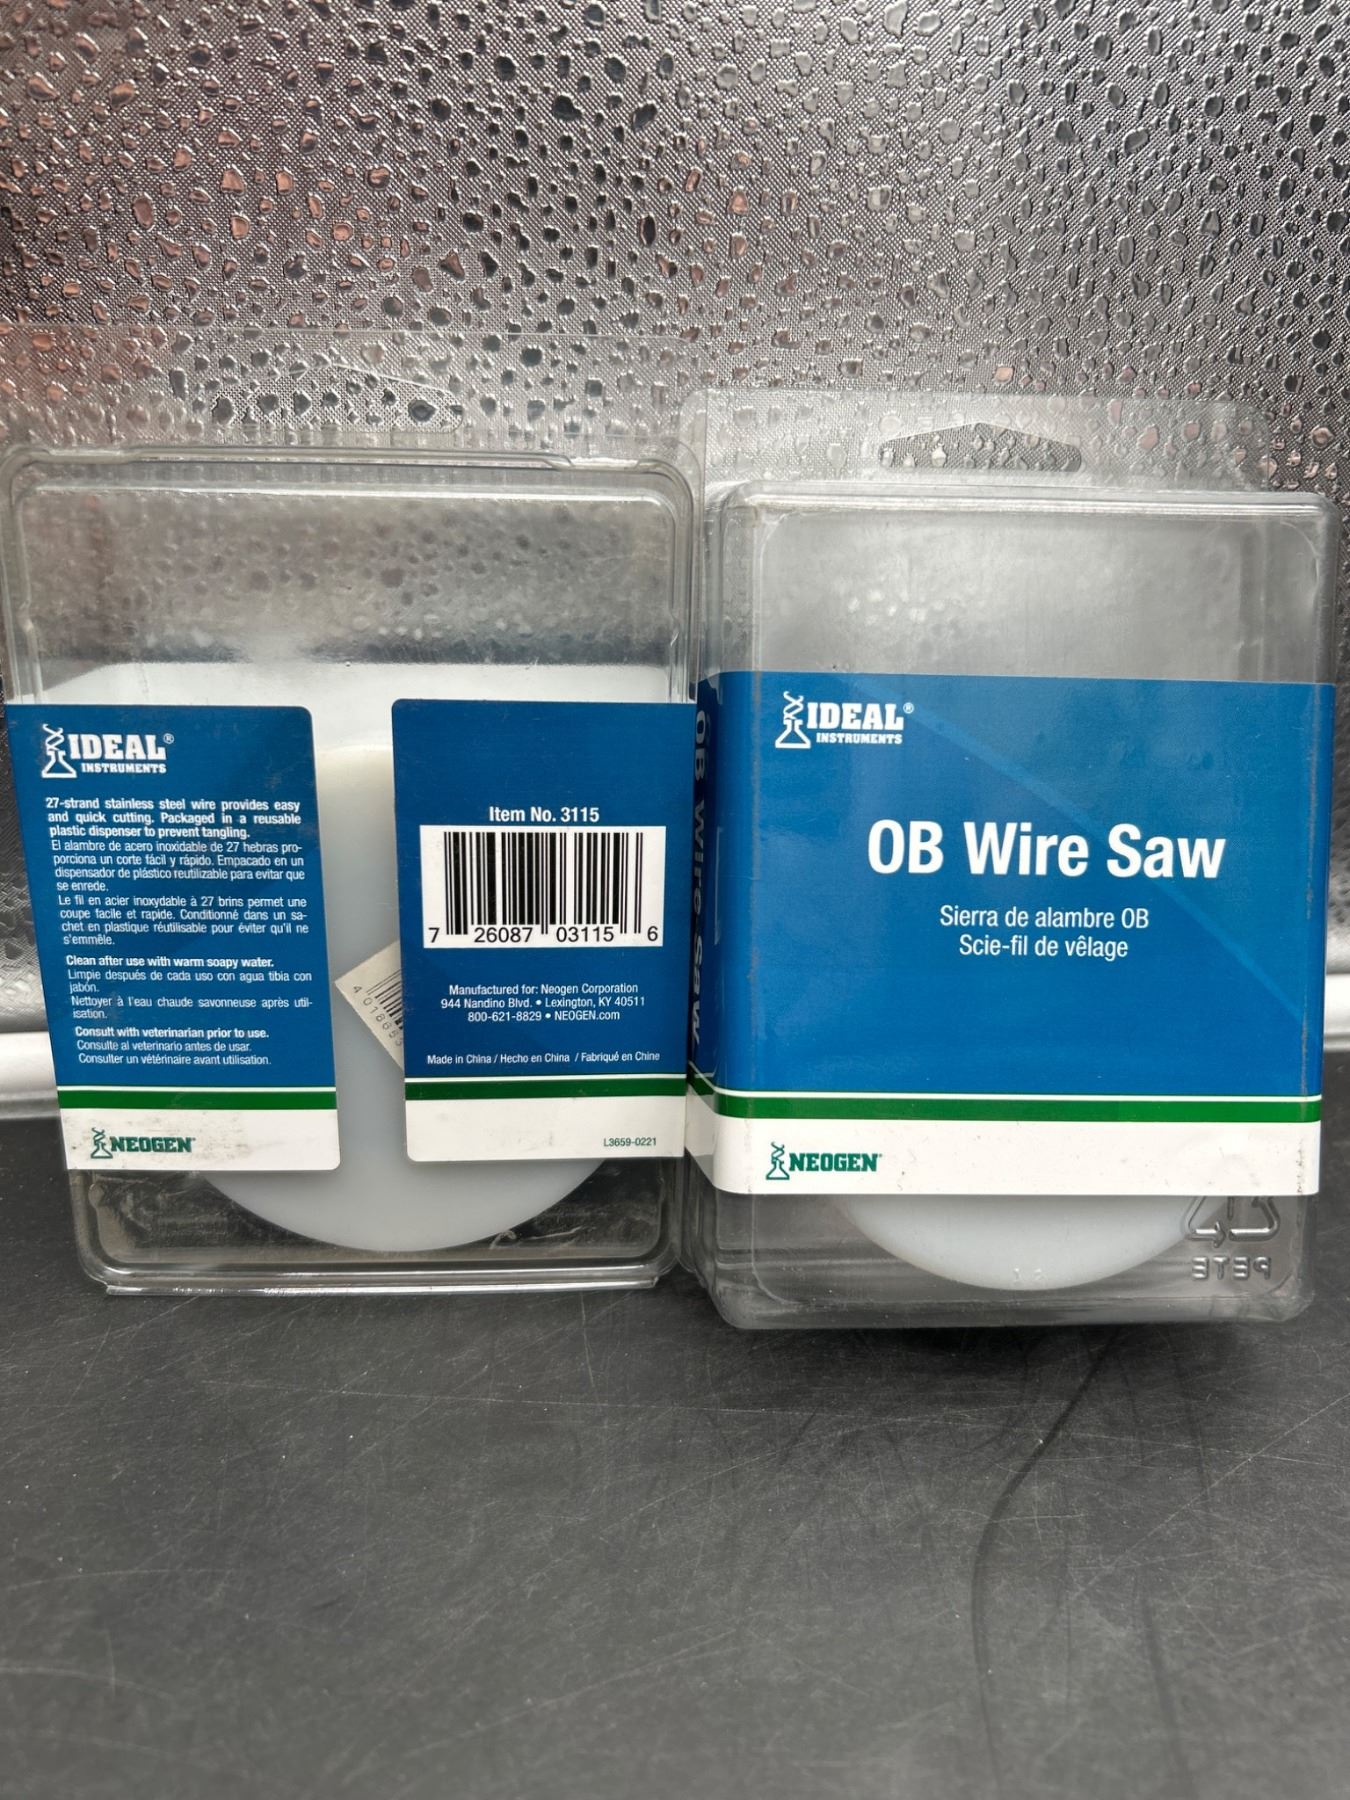 IDEAL®
INSTRUMENTS
27-strand stainless steel wire provides easy
and quick cutting. Packaged in a reusable
plastic dispenser to prevent tangling.
El alambre de acero inoxidable de 27 hebras pro-
porciona un corte fácil y rápido. Empacado en un
dispensador de plástico reutilizable para evitar que
se enrede.
Le fil en acier inoxydable à 27 brins permet une
coupe facile et rapide. Conditionné dans un sa-
chet en plastique réutilisable pour éviter qu'il ne
s'emmêle.
Clean after use with warm soapy water.
Limpie después de cada uso con agua tibia con
jabón.
Nettoyer à l'eau chaude savonneuse après util-
isation.
Consult with veterinarian prior to use.
Consulte al veterinario antes de usar.
Consulter un vétérinaire avant utilisation.
NEOGEN
Item No. 3115
7 26087 03115 6
Manufactured for: Neogen Corporation
944 Nandino Blvd. • Lexington, KY 40511
800-621-8829 • NEOGEN.com
Made in China / Hecho en China / Fabriqué en Chine
L3659-0221
OB Wire Saw
IDEAL®
INSTRUMENTS
OB Wire Saw
Sierra de alambre OB
Scie-fil de vêlage
NEOGEN
PETE